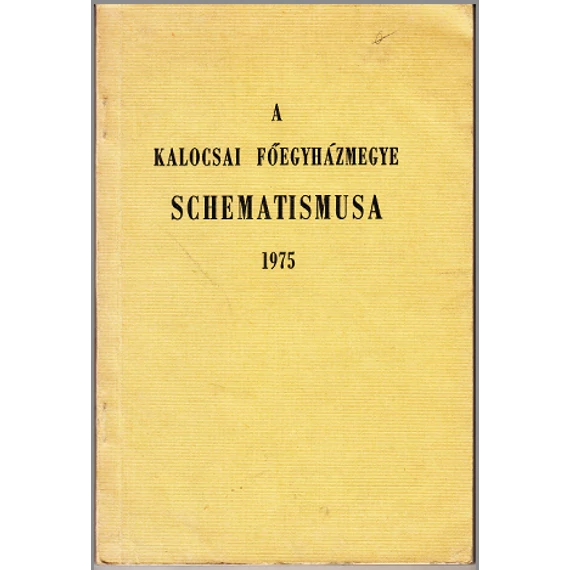 A
KALOCSAI FŐEGYHÁZMEGYE
SCHEMATISMUSA
1975